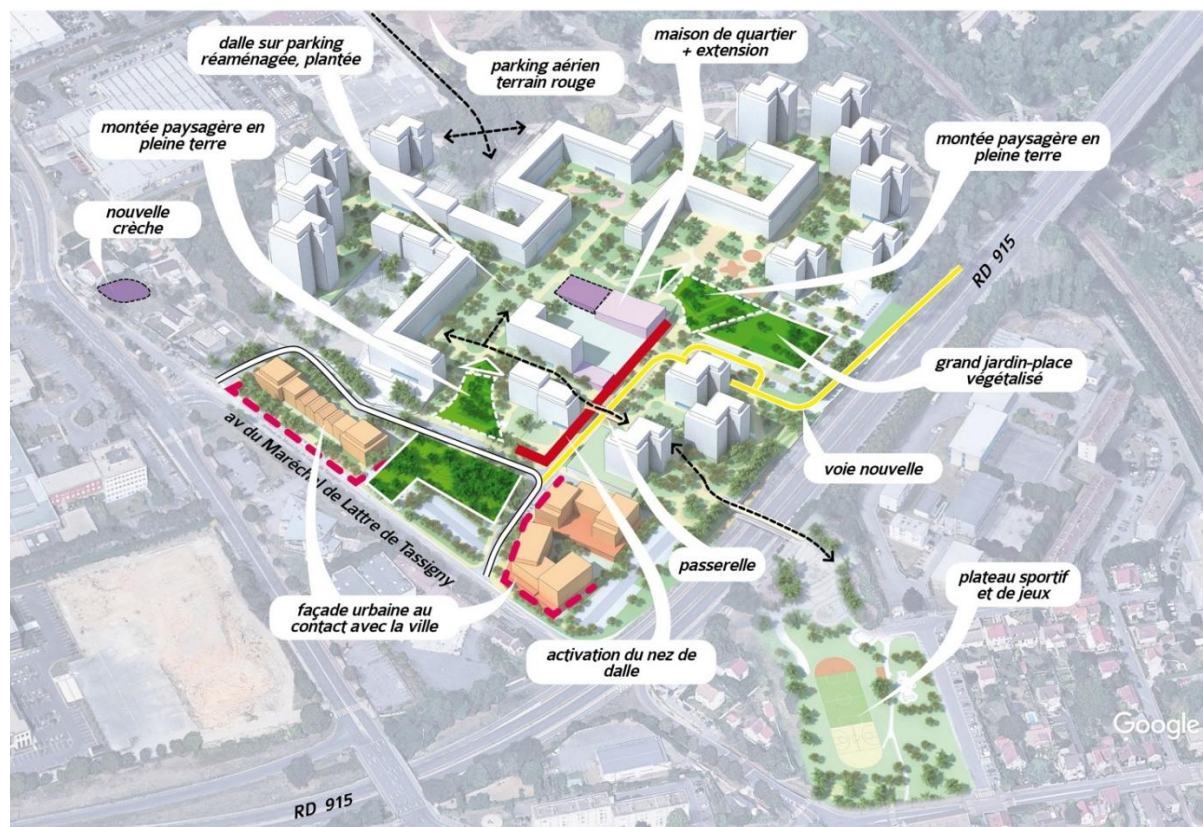 dalle sur parking
réaménagée, plantée
parking aérien
terrain rouge
maison de quartier
+ extension
montée paysagère en
pleine terre
montée paysagère en
pleine terre
nouvelle
crèche
RD 915
grand jardin-place
végétalisé
av du Maréchal de Lattre de Tassigny
voie nouvelle
passerelle
façade urbaine au
contact avec la ville
activation du nez de
dalle
plateau sportif
et de jeux
Google
RD 915